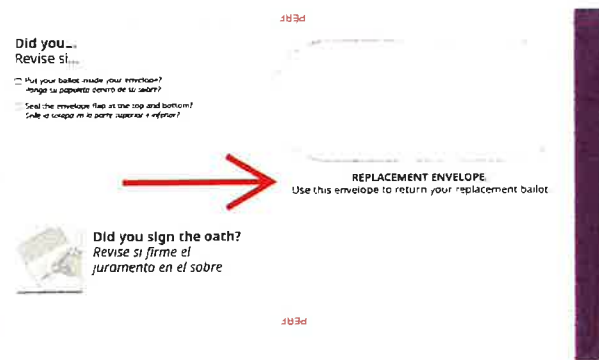 PERF
Did you...
Revise si...
Put your ballot inside your envelope?
Ponga su papeleta dentro de su sobre?
Seal the envelope flap at the top and bottom?
Selle la solapa en la parte superior e inferior?
REPLACEMENT ENVELOPE
Use this envelope to return your replacement ballot
Did you sign the oath?
Revise si firme el
juramento en el sobre
PERF